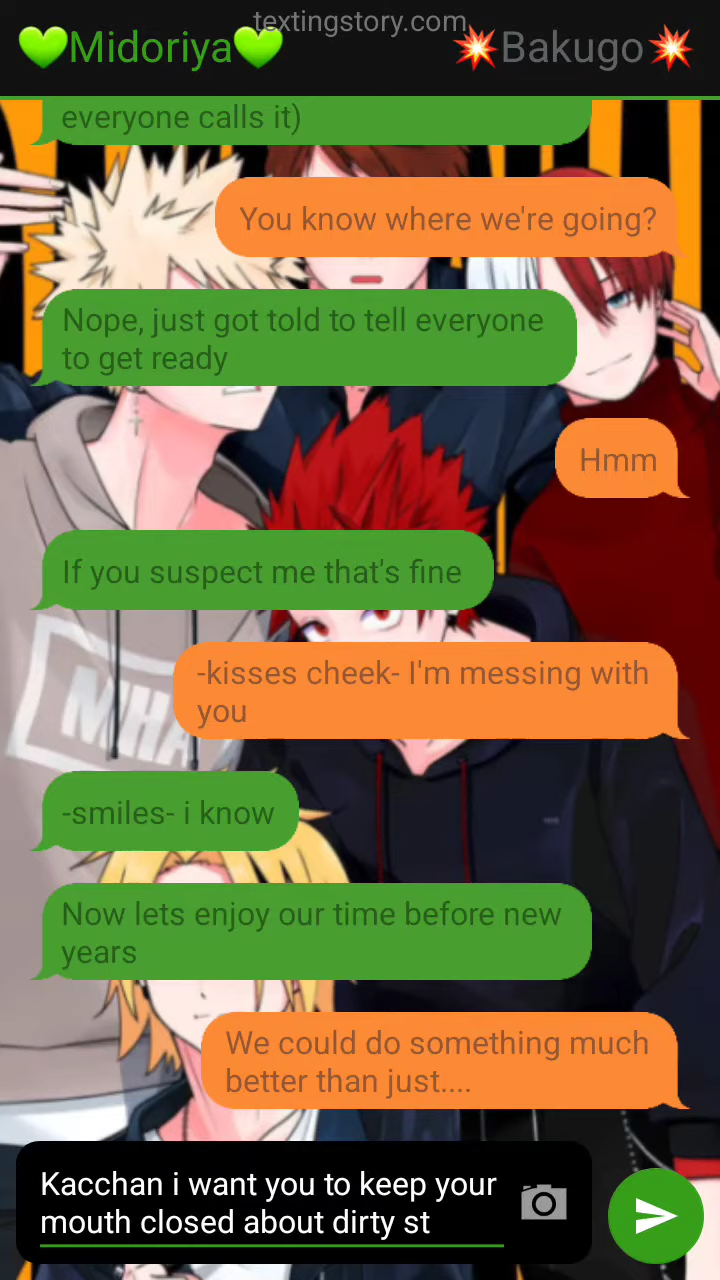 textingstory.com
💚Midoriya💚 💥Bakugo💥
everyone calls it)
You know where we're going?
Nope, just got told to tell everyone
to get ready
Hmm
If you suspect me that's fine
-kisses cheek- I'm messing with
you
MHA
-smiles- i know
Now lets enjoy our time before new
years
We could do something much
better than just....
Kacchan i want you to keep your
mouth closed about dirty st